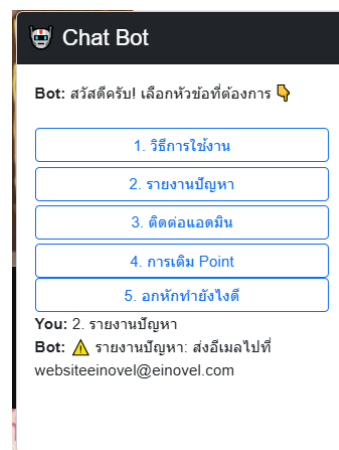 Chat Bot
Bot: สวัสดีครับ! เลือกหัวข้อที่ต้องการ 👇
1. วิธีการใช้งาน
2. รายงานปัญหา
3. ติดต่อแอดมิน
4. การเติม Point
5. อกหักทำยังไงดี
You: 2. รายงานปัญหา
Bot: ⚠️ รายงานปัญหา: ส่งอีเมลไปที่
websiteeinovel@einovel.com